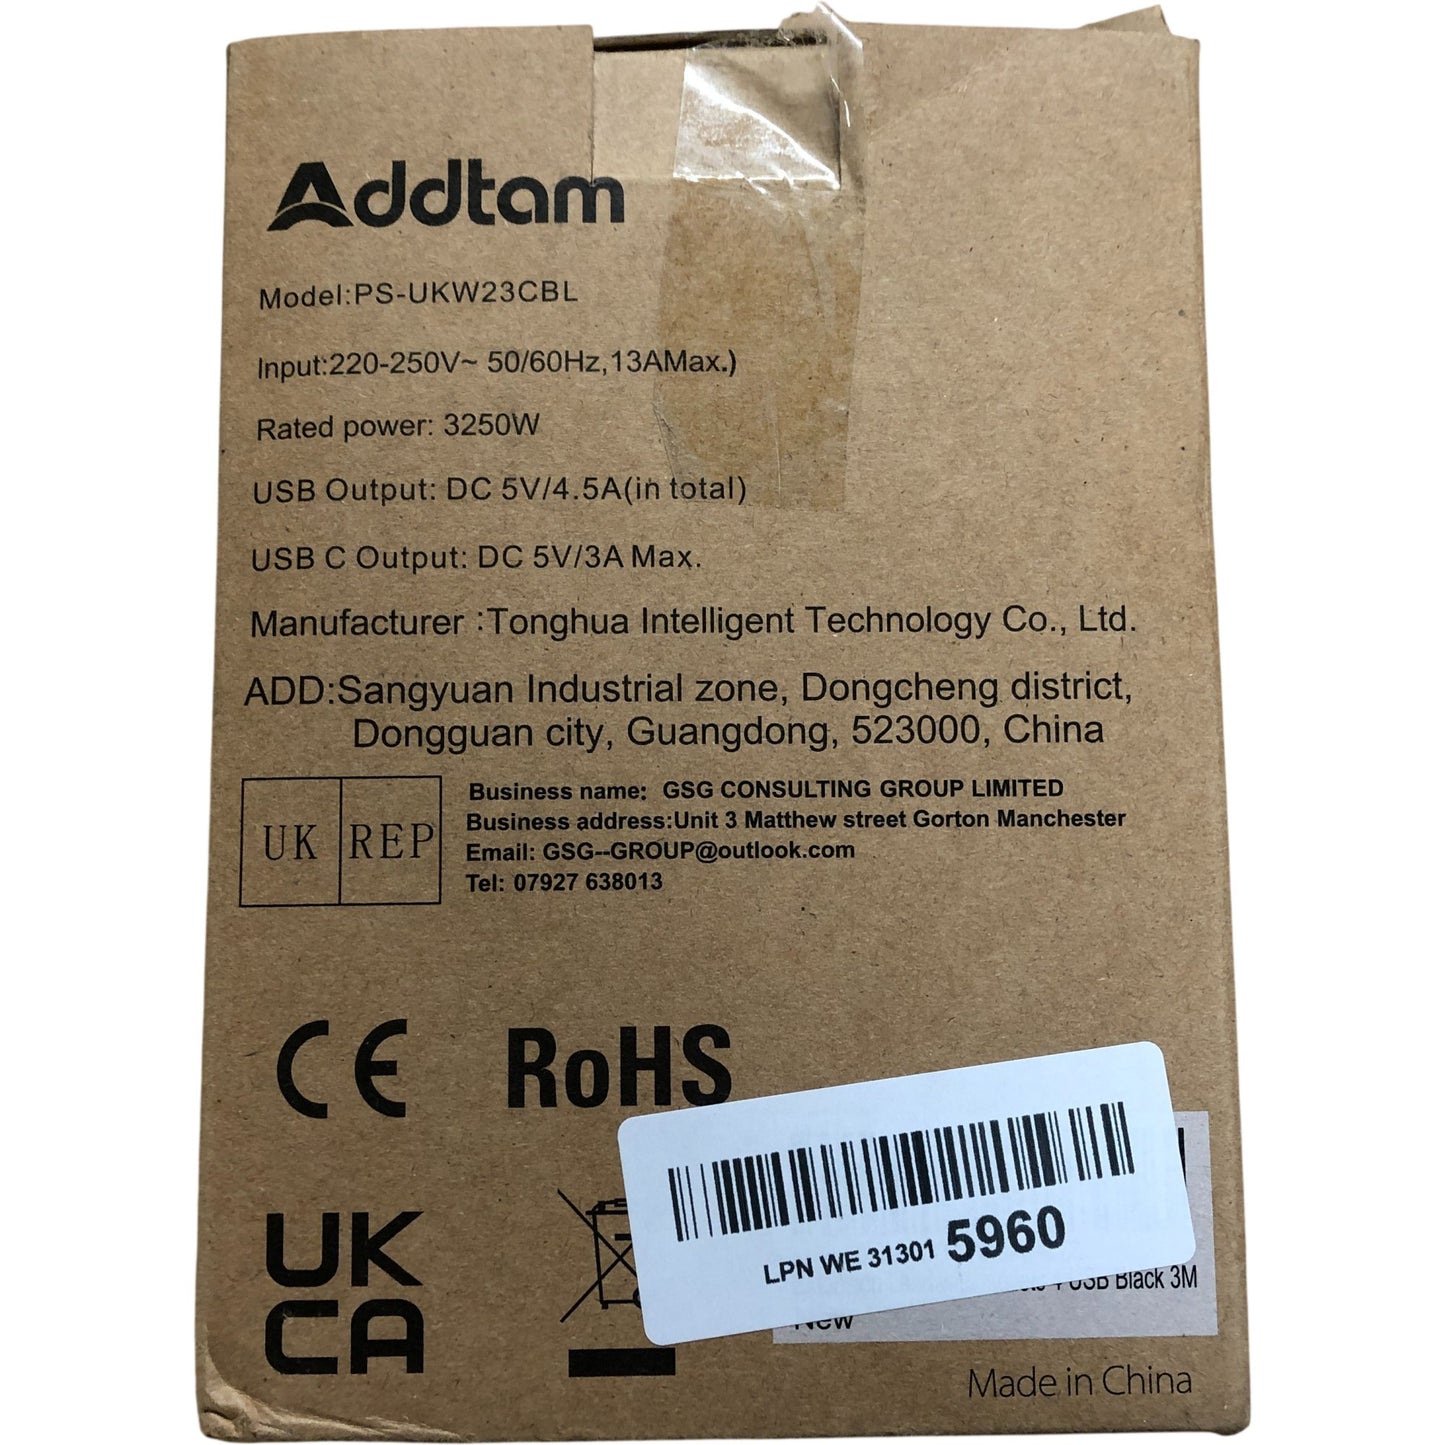 Addtam
Model:PS-UKW23CBL
Input:220-250V~ 50/60Hz,13AMax.)
Rated power: 3250W
USB Output: DC 5V/4.5A(in total)
USB C Output: DC 5V/3A Max.
Manufacturer :Tonghua Intelligent Technology Co., Ltd.
ADD:Sangyuan Industrial zone, Dongcheng district,
Dongguan city, Guangdong, 523000, China
UK REP
Business name: GSG CONSULTING GROUP LIMITED
Business address:Unit 3 Matthew street Gorton Manchester
Email: GSG--GROUP@outlook.com
Tel: 07927 638013
CE RoHS
LPN WE 31301 5960
USB Black 3M
New
UK
CA
Made in China